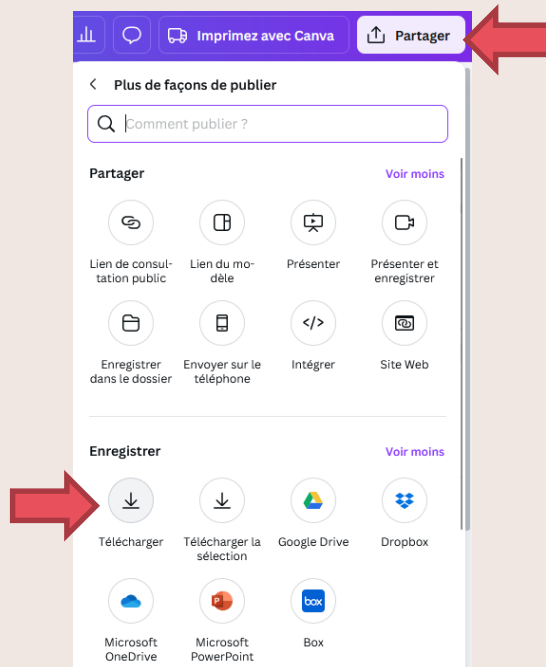 Imprimez avec Canva
Partager
Plus de façons de publier
Comment publier ?
Partager
Voir moins
Lien de consul-
tation public
Lien du mo-
dèle
Présenter
Présenter et
enregistrer
Enregistrer
dans le dossier
Envoyer sur le
téléphone
</>
Intégrer
Site Web
Enregistrer
Voir moins
Télécharger
Télécharger la
sélection
Google Drive
Dropbox
Microsoft
OneDrive
P
Microsoft
PowerPoint
box
Box